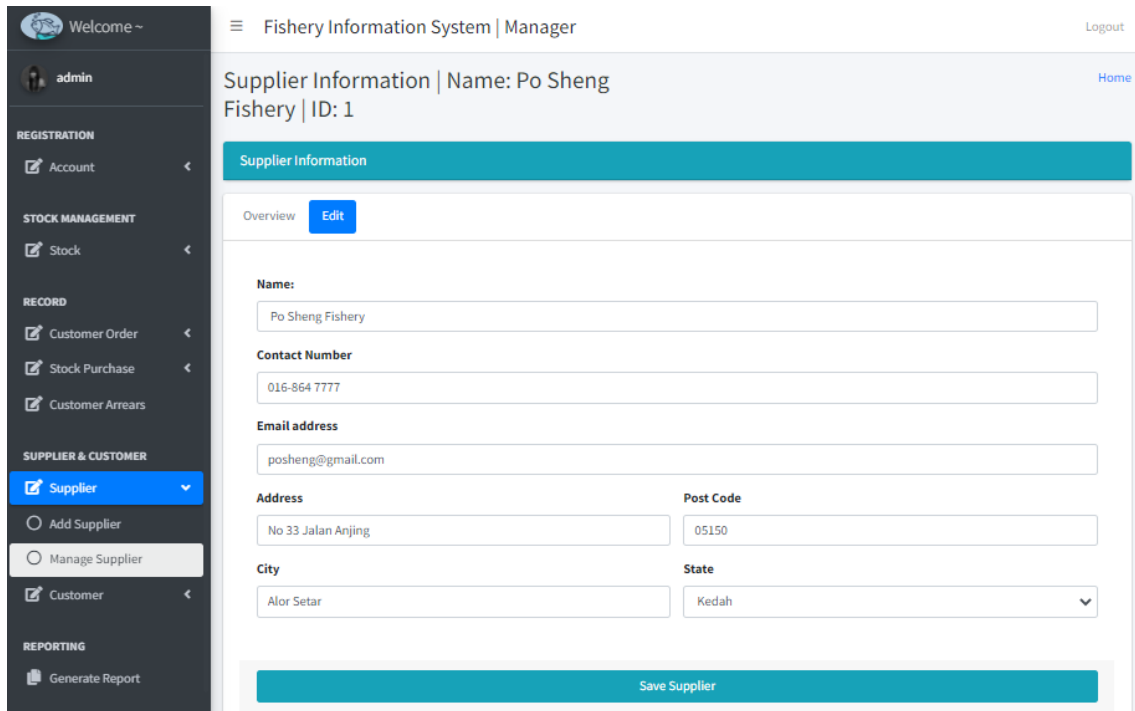 Welcome ~
Fishery Information System | Manager
Logout
admin
Supplier Information | Name: Po Sheng
Fishery | ID: 1
Home
REGISTRATION
Account
STOCK MANAGEMENT
Stock
RECORD
Customer Order
Stock Purchase
Customer Arrears
SUPPLIER & CUSTOMER
Supplier
Add Supplier
Manage Supplier
Customer
REPORTING
Generate Report
Supplier Information
Overview
Edit
Name:
Po Sheng Fishery
Contact Number
016-864 7777
Email address
posheng@gmail.com
Address
Post Code
No 33 Jalan Anjing
05150
City
State
Alor Setar
Kedah
Save Supplier